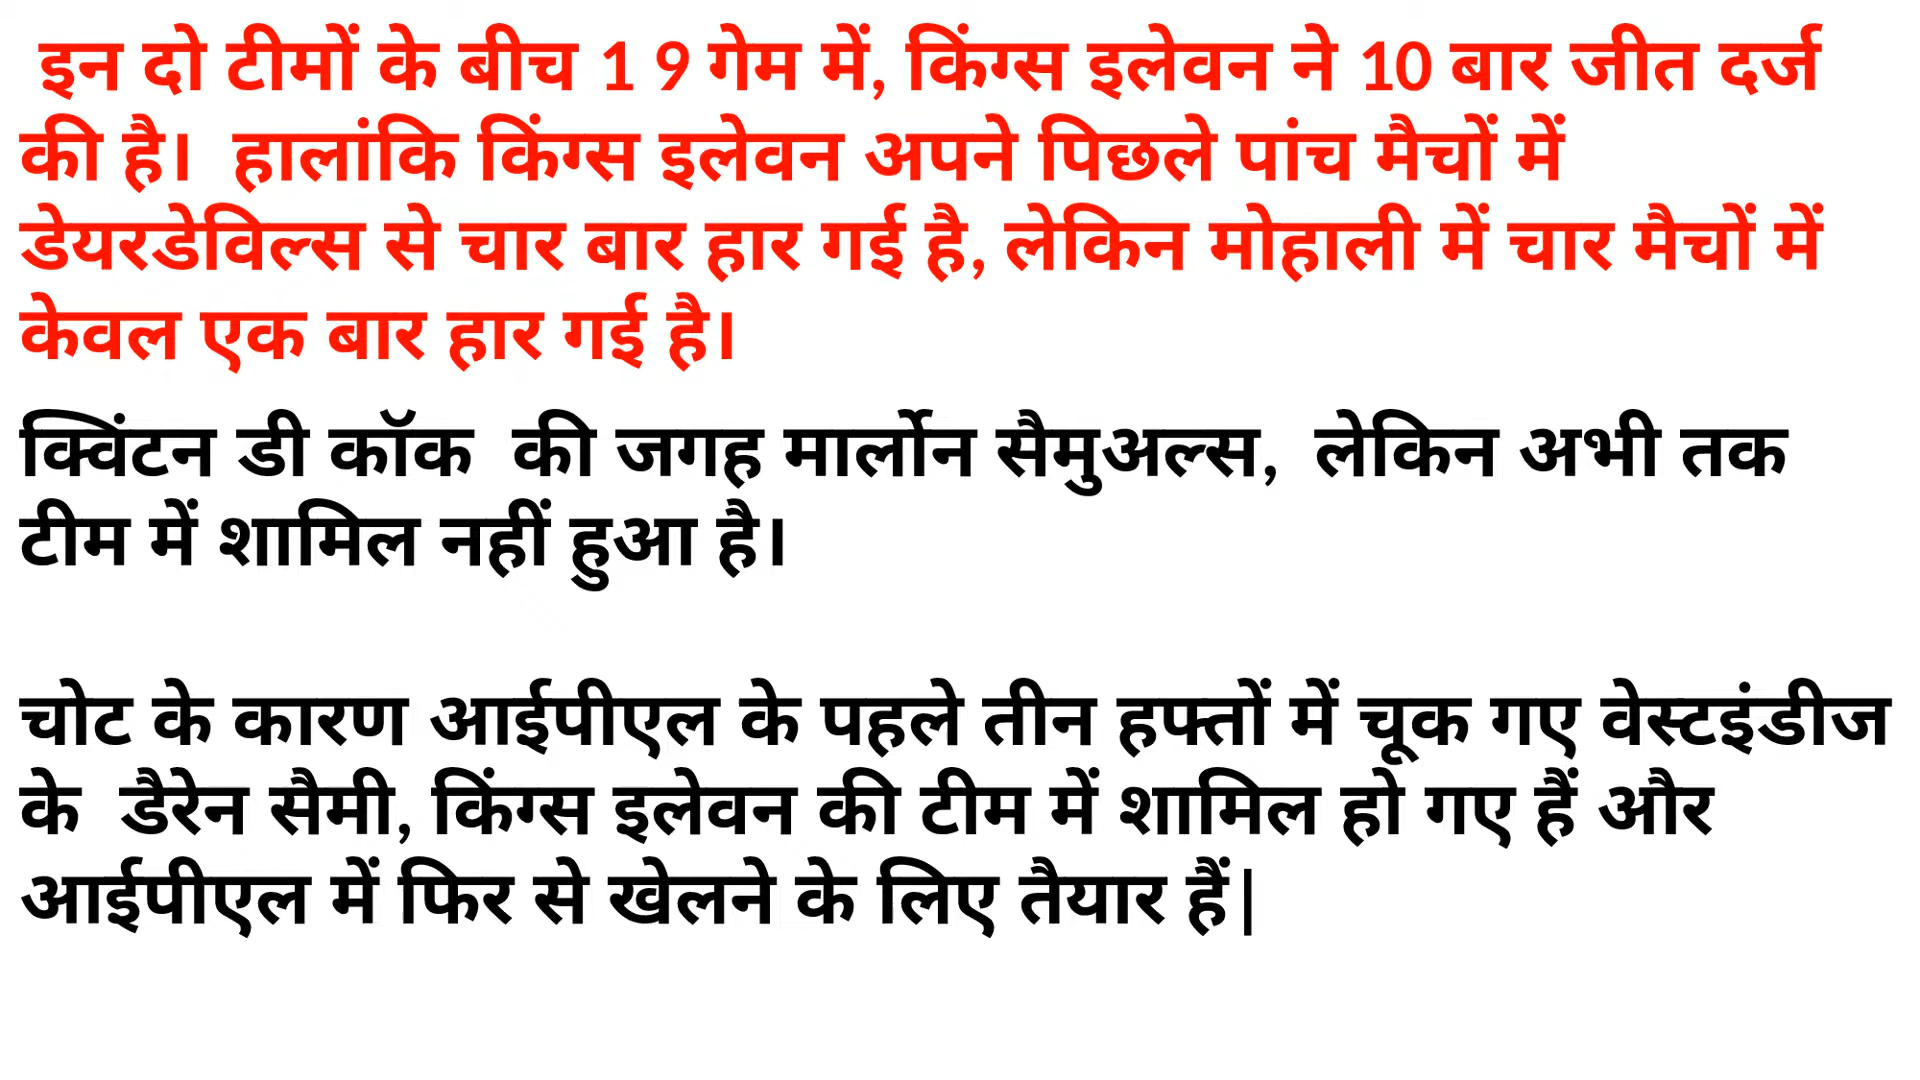 इन दो टीमों के बीच 1 9 गेम में, किंग्स इलेवन ने 10 बार जीत दर्ज
की है। हालांकि किंग्स इलेवन अपने पिछले पांच मैचों में
डेयरडेविल्स से चार बार हार गई है, लेकिन मोहाली में चार मैचों में
केवल एक बार हार गई है।
क्विंटन डी कॉक की जगह मार्लोन सैमुअल्स, लेकिन अभी तक
टीम में शामिल नहीं हुआ है।
चोट के कारण आईपीएल के पहले तीन हफ्तों में चूक गए वेस्टइंडीज
के डैरेन सैमी, किंग्स इलेवन की टीम में शामिल हो गए हैं और
आईपीएल में फिर से खेलने के लिए तैयार हैं|